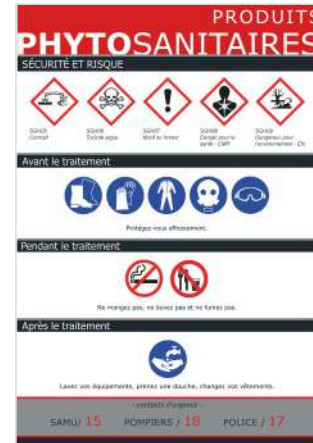 PRODUITS
PHYTOSANITAIRES
SÉCURITÉ ET RISQUE
SGH05
Corrosif
SGH06
Toxicité aigüe
SGH07
Nocif ou irritant
SGH08
Danger pour la
santé - CMR
SGH09
Dangereux pour
l'environnement - EN
Avant le traitement
Protégez-vous efficacement.
Pendant le traitement
Ne mangez pas, ne buvez pas et ne fumez pas.
Après le traitement
Lavez vos équipements, prenez une douche, changez vos vêtements.
- contacts d'urgence -
SAMU/ 15 POMPIERS / 18 POLICE / 17